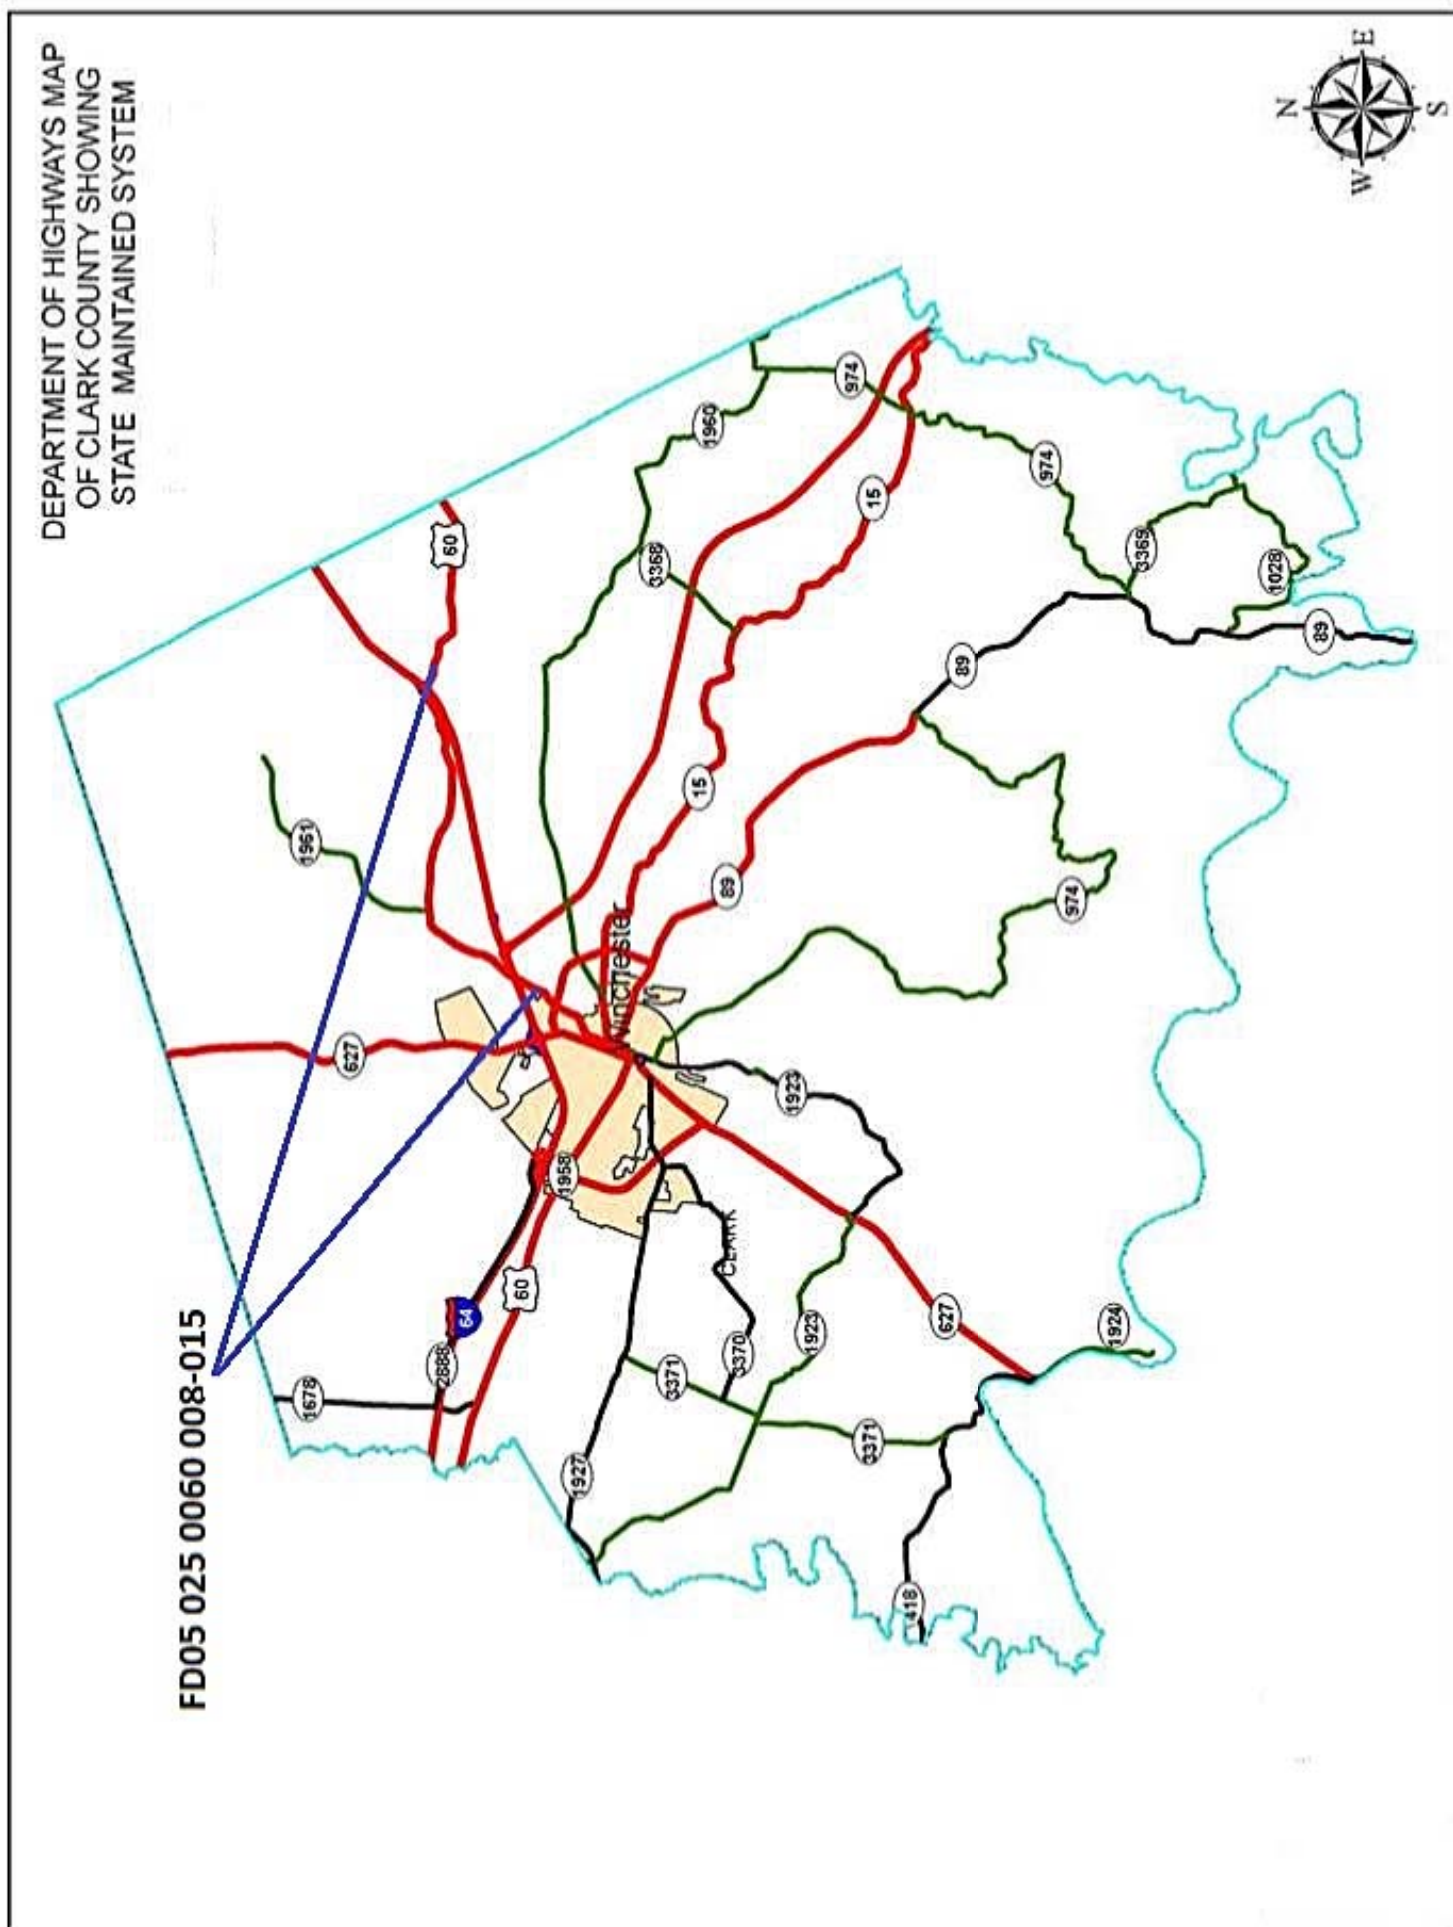 DEPARTMENT OF HIGHWAYS MAP
OF CLARK COUNTY SHOWING
STATE MAINTAINED SYSTEM
FD05 025 0060 008-015
N
E
S
W
60
1961
627
1960
974
3368
15
974
3369
1028
89
89
15
89
974
Winchester
1958
1923
CLARK
60
64
2888
1678
3371
3370
1923
627
1924
3371
1927
418